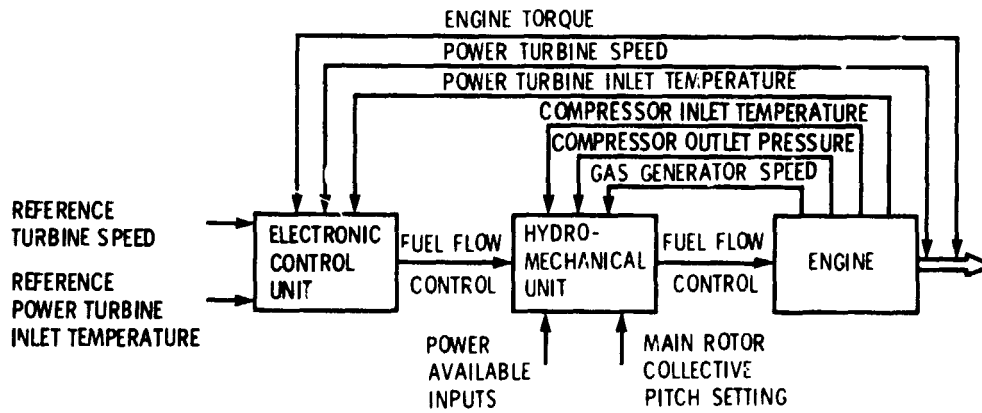 ENGINE TORQUE
POWER TURBINE SPEED
POWER TURBINE INLET TEMPERATURE
COMPRESSOR INLET TEMPERATURE
COMPRESSOR OUTLET PRESSURE
GAS GENERATOR SPEED
REFERENCE
TURBINE SPEED
REFERENCE
POWER TURBINE
INLET TEMPERATURE
ELECTRONIC
CONTROL
UNIT
FUEL FLOW
CONTROL
HYDRO-
MECHANICAL
UNIT
FUEL FLOW
CONTROL
ENGINE
POWER
AVAILABLE
INPUTS
MAIN ROTOR
COLLECTIVE
PITCH SETTING